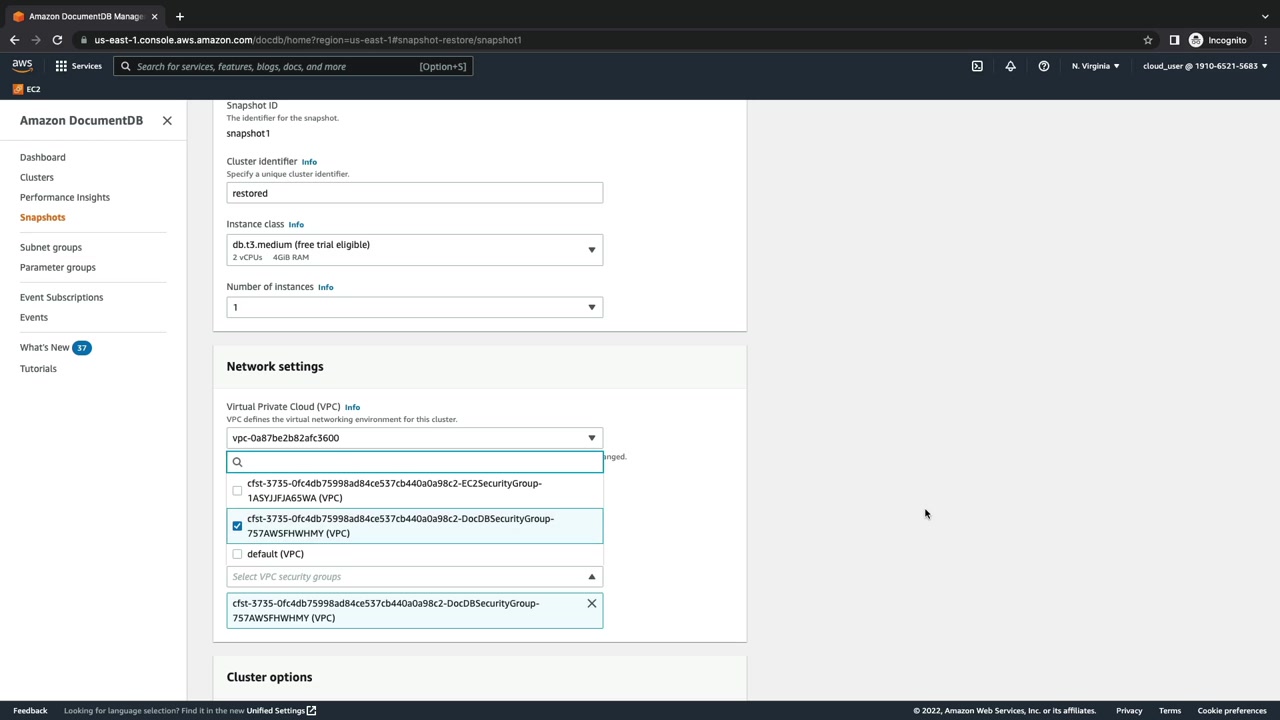 Amazon DocumentDB Manage
us-east-1.console.aws.amazon.com/docdb/home?region=us-east-1#snapshot-restore/snapshot1
Incognito
aws
Services
Search for services, features, blogs, docs, and more
[Option+S]
N. Virginia
cloud_user @ 1910-6521-5683
EC2
Amazon DocumentDB
Dashboard
Clusters
Performance Insights
Snapshots
Subnet groups
Parameter groups
Event Subscriptions
Events
What's New 37
Tutorials
Snapshot ID
The identifier for the snapshot.
snapshot1
Cluster identifier Info
Specify a unique cluster identifier.
restored
Instance class Info
db.t3.medium (free trial eligible)
2 vCPUs 4GiB RAM
Number of instances Info
1
Network settings
Virtual Private Cloud (VPC) Info
VPC defines the virtual networking environment for this cluster.
vpc-0a87be2b82afc3600
anged.
cfst-3735-0fc4db75998ad84ce537cb440a0a98c2-EC2SecurityGroup-
1ASYJJFJA65WA (VPC)
cfst-3735-0fc4db75998ad84ce537cb440a0a98c2-DocDBSecurityGroup-
757AWSFHWHMY (VPC)
default (VPC)
Select VPC security groups
cfst-3735-0fc4db75998ad84ce537cb440a0a98c2-DocDBSecurityGroup-
757AWSFHWHMY (VPC)
Cluster options
Feedback
Looking for language selection? Find it in the new Unified Settings
© 2022, Amazon Web Services, Inc. or its affiliates.
Privacy
Terms
Cookie preferences